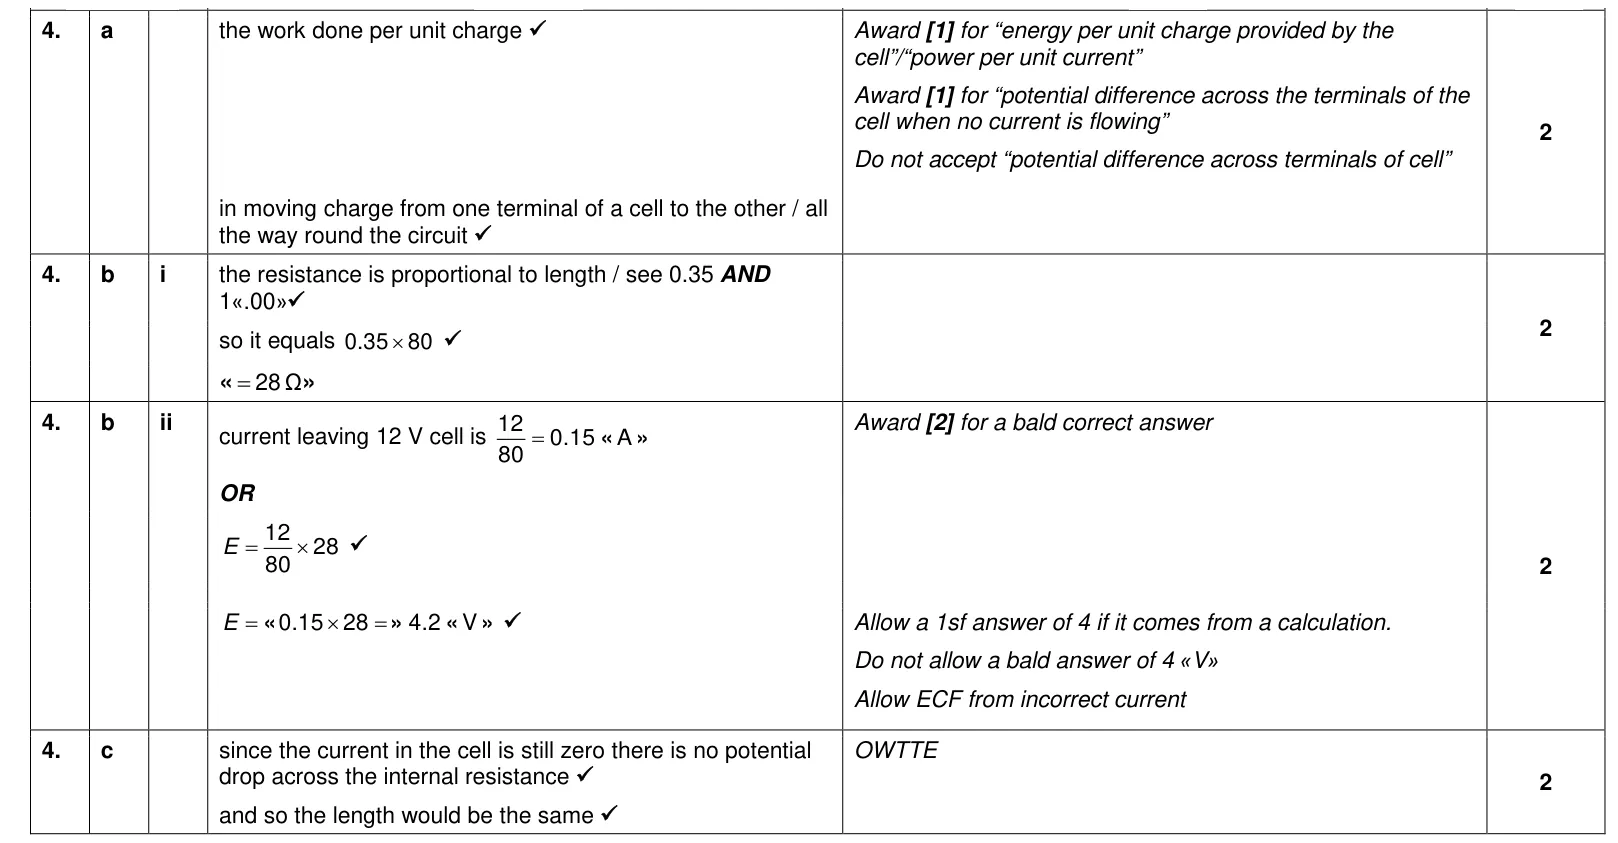 4. a the work done per unit charge ✓ Award [1] for “energy per unit charge provided by the
cell”/“power per unit current”
Award [1] for “potential difference across the terminals of the
cell when no current is flowing”
2
Do not accept “potential difference across terminals of cell”
in moving charge from one terminal of a cell to the other / all
the way round the circuit ✓
4. b i the resistance is proportional to length / see 0.35 AND
1«.00»✓
so it equals 0.35×80 ✓
2
«=28Ω»
4. b ii current leaving 12 V cell is 12/80 = 0.15 «A» Award [2] for a bald correct answer
OR
E = 12/80 × 28 ✓
2
E = «0.15×28 =» 4.2 «V» ✓ Allow a 1sf answer of 4 if it comes from a calculation.
Do not allow a bald answer of 4 «V»
Allow ECF from incorrect current
4. c since the current in the cell is still zero there is no potential OWTTE
drop across the internal resistance ✓
2
and so the length would be the same ✓